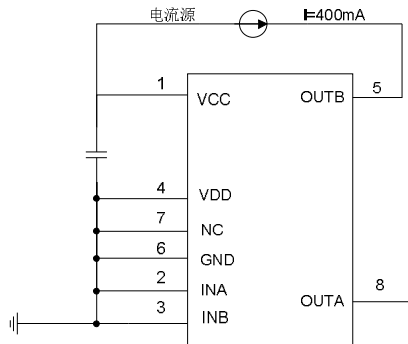 电流源 I=400mA
1 VCC OUTB 5
4 VDD
7 NC
6 GND
2 INA OUTA 8
3 INB